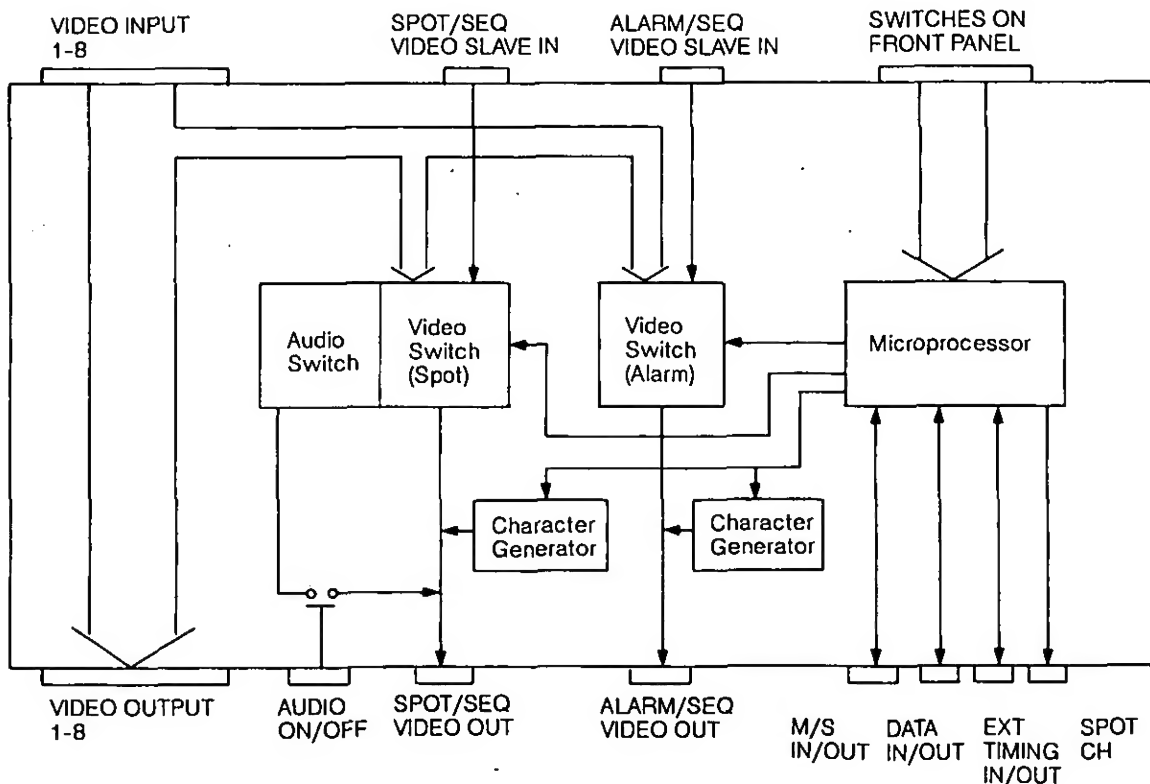 VIDEO INPUT
1-8
SPOT/SEQ
VIDEO SLAVE IN
ALARM/SEQ
VIDEO SLAVE IN
SWITCHES ON
FRONT PANEL
Audio
Switch
Video
Switch
(Spot)
Video
Switch
(Alarm)
Microprocessor
Character
Generator
Character
Generator
VIDEO OUTPUT
1-8
AUDIO
ON/OFF
SPOT/SEQ
VIDEO OUT
ALARM/SEQ
VIDEO OUT
M/S
IN/OUT
DATA
IN/OUT
EXT
TIMING
IN/OUT
SPOT
CH